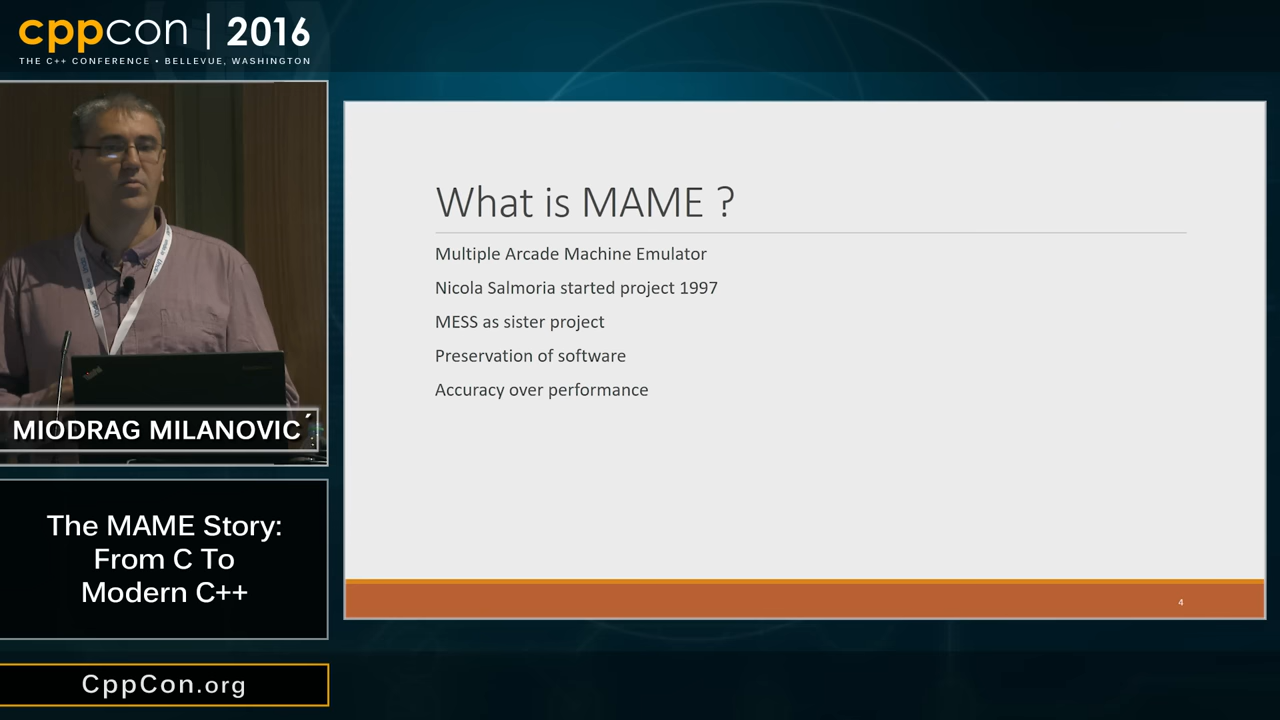 cppcon | 2016
THE C++ CONFERENCE • BELLEVUE, WASHINGTON
MIODRAG MILANOVIC´
The MAME Story:
From C To
Modern C++
CppCon.org
What is MAME ?
Multiple Arcade Machine Emulator
Nicola Salmoria started project 1997
MESS as sister project
Preservation of software
Accuracy over performance
4